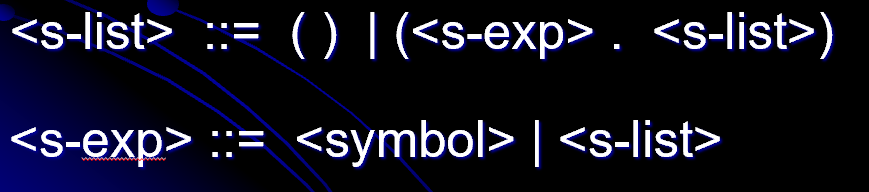 <s-list> ::= ( ) | (<s-exp> . <s-list>)
<s-exp> ::= <symbol> | <s-list>